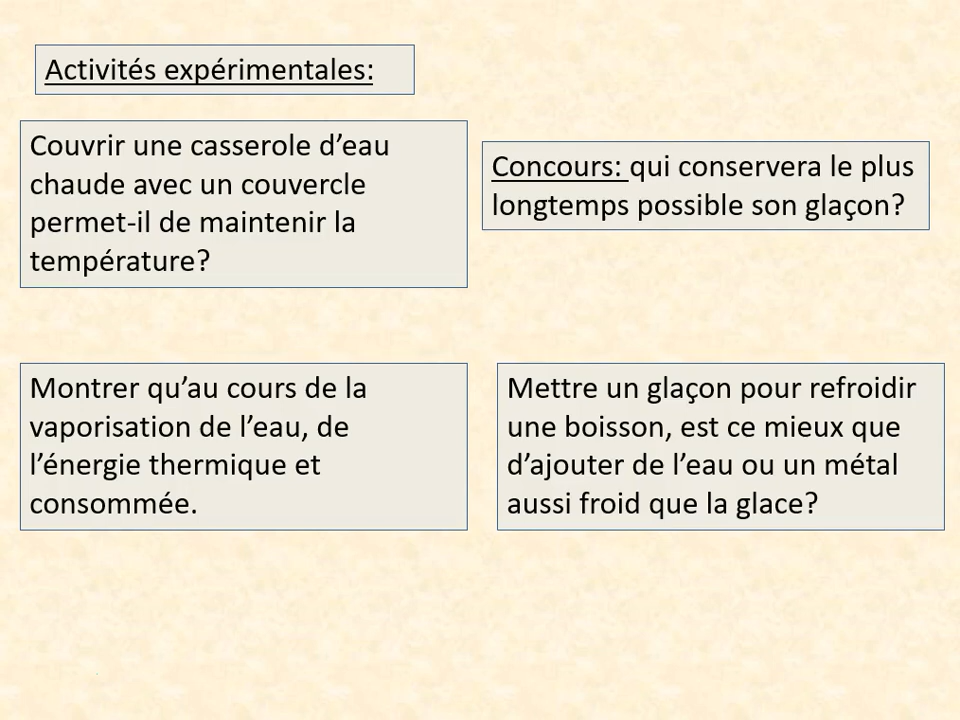 Activités expérimentales:
Couvrir une casserole d’eau
chaude avec un couvercle
permet-il de maintenir la
température?
Concours: qui conservera le plus
longtemps possible son glaçon?
Montrer qu’au cours de la
vaporisation de l’eau, de
l’énergie thermique et
consommée.
Mettre un glaçon pour refroidir
une boisson, est ce mieux que
d’ajouter de l’eau ou un métal
aussi froid que la glace?